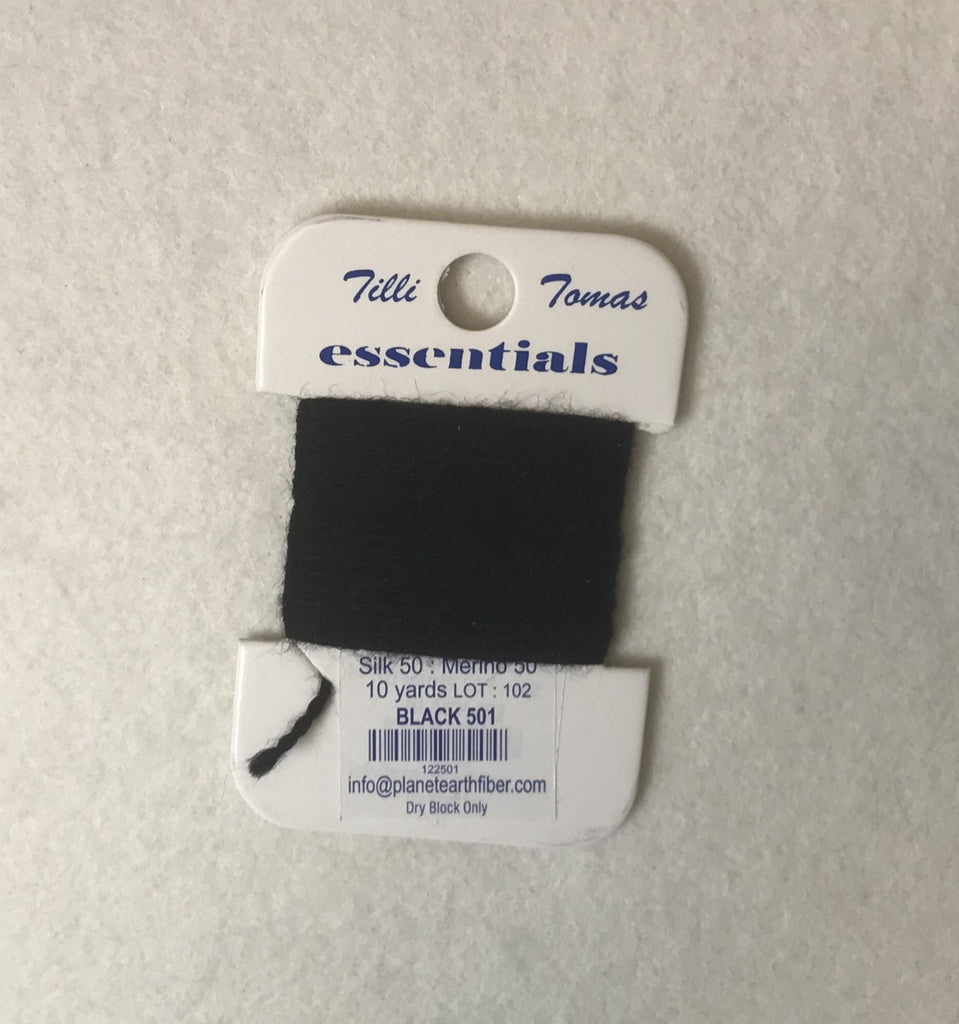 Tilli Tomas
essentials
Silk 50 : Merino 50
10 yards LOT : 102
BLACK 501
122501
info@planetearthfiber.com
Dry Block Only